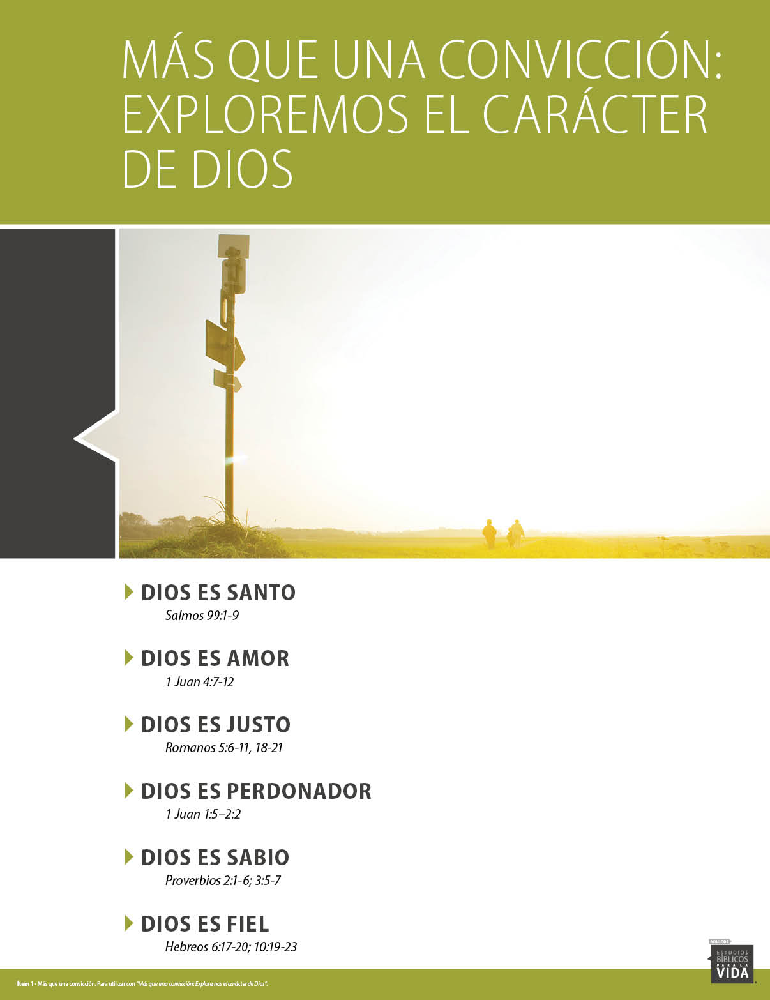 MÁS QUE UNA CONVICCIÓN:
EXPLOREMOS EL CARÁCTER
DE DIOS
DIOS ES SANTO
Salmos 99:1-9
DIOS ES AMOR
1 Juan 4:7-12
DIOS ES JUSTO
Romanos 5:6-11, 18-21
DIOS ES PERDONADOR
1 Juan 1:5–2:2
DIOS ES SABIO
Proverbios 2:1-6; 3:5-7
DIOS ES FIEL
Hebreos 6:17-20; 10:19-23
ADULTOS
ESTUDIOS
BÍBLICOS
PARA LA
VIDA
Ítem 1 • Más que una convicción. Para utilizar con "Más que una convicción: Exploremos el carácter de Dios".